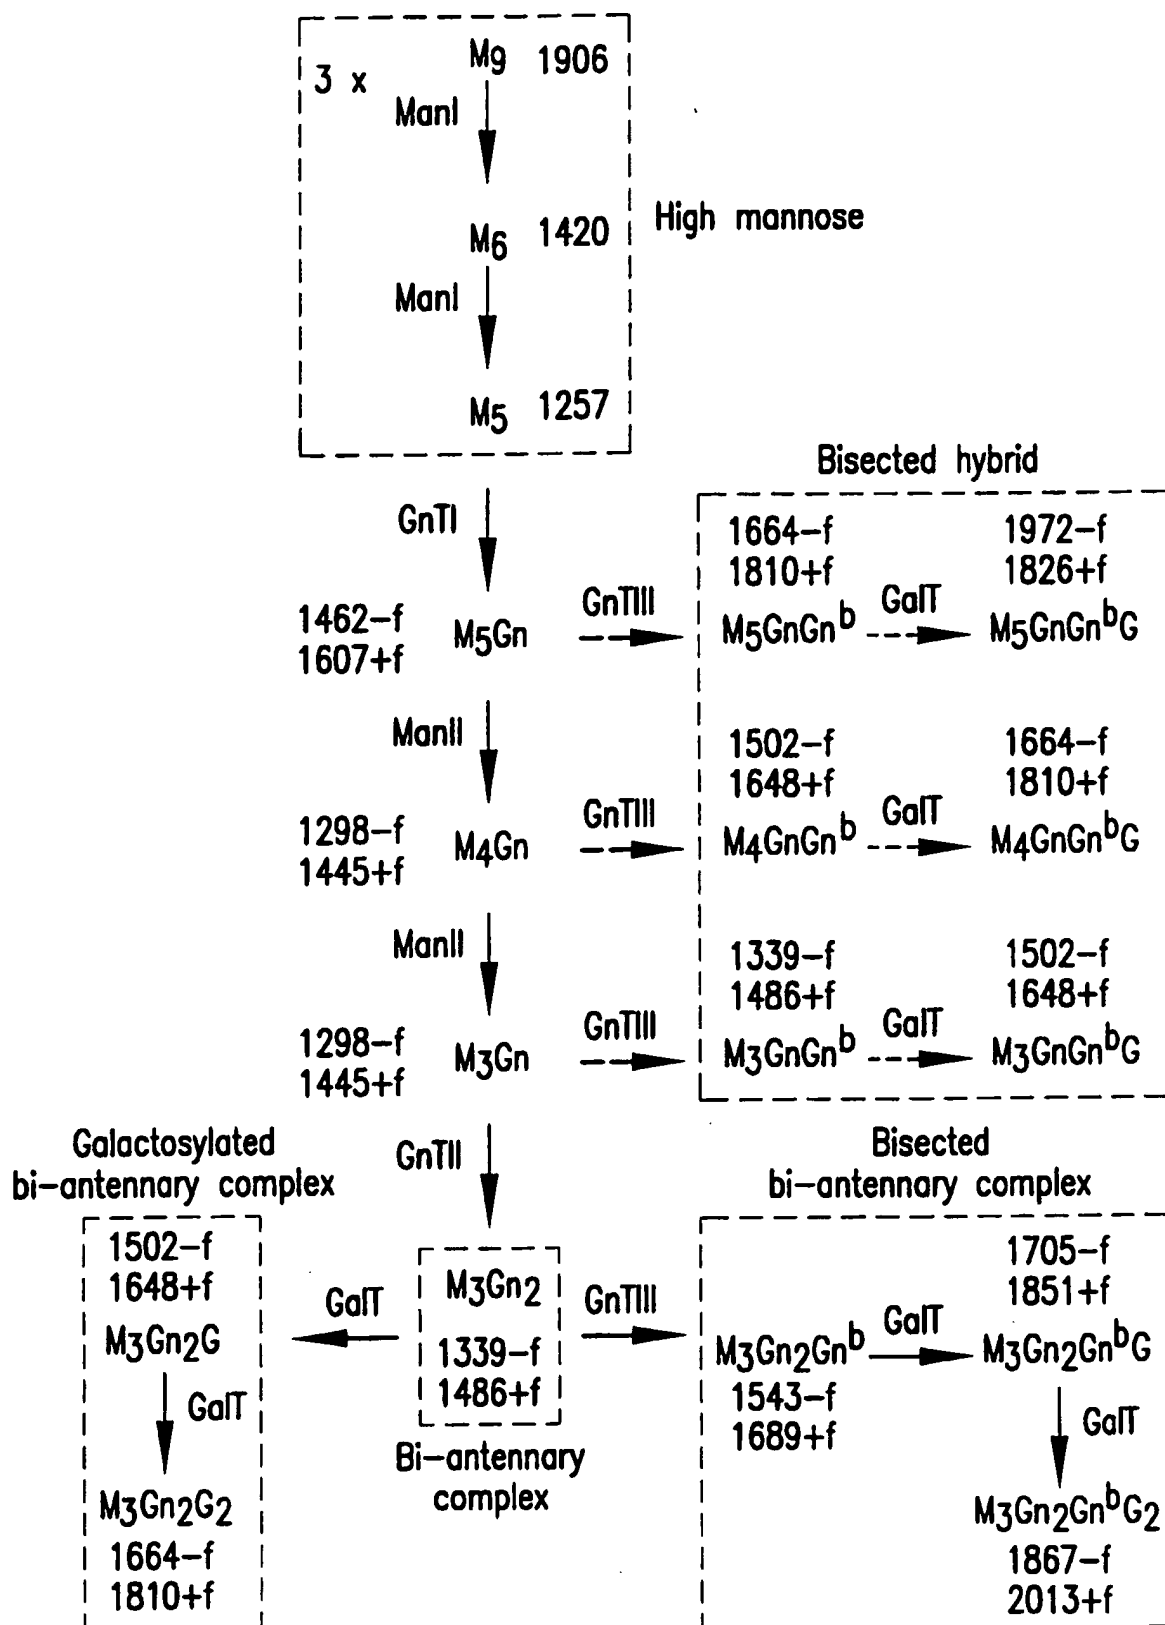 3 x
M9 1906
ManI
M6 1420
High mannose
ManI
M5 1257
GnTI
Bisected hybrid
1664-f
1810+f
1972-f
1826+f
1462-f
1607+f
M5Gn
GnTIII
M5GnGnb
GalT
M5GnGnbG
ManII
1502-f
1648+f
1664-f
1810+f
1298-f
1445+f
M4Gn
GnTIII
M4GnGnb
GalT
M4GnGnbG
ManII
1339-f
1486+f
1502-f
1648+f
1298-f
1445+f
M3Gn
GnTIII
M3GnGnb
GalT
M3GnGnbG
GnTII
Galactosylated
bi-antennary complex
1502-f
1648+f
M3Gn2G
GalT
M3Gn2G2
1664-f
1810+f
GalT
M3Gn2
1339-f
1486+f
Bi-antennary
complex
GnTIII
Bisected
bi-antennary complex
M3Gn2Gnb
1543-f
1689+f
GalT
1705-f
1851+f
M3Gn2GnbG
GalT
M3Gn2GnbG2
1867-f
2013+f